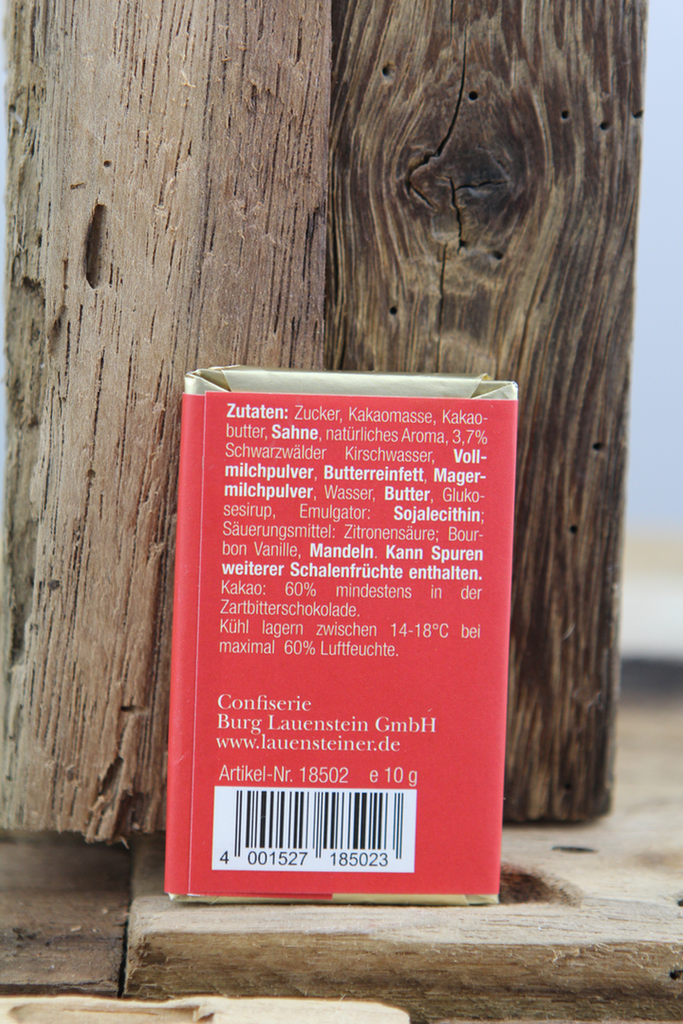 Zutaten: Zucker, Kakaomasse, Kakao-
butter, Sahne, natürliches Aroma, 3,7%
Schwarzwälder Kirschwasser, Voll-
milchpulver, Butterreinfett, Mager-
milchpulver, Wasser, Butter, Gluko-
sesirup, Emulgator: Sojalecithin;
Säuerungsmittel: Zitronensäure; Bour-
bon Vanille, Mandeln. Kann Spuren
weiterer Schalenfrüchte enthalten.
Kakao: 60% mindestens in der
Zartbitterschokolade.
Kühl lagern zwischen 14-18°C bei
maximal 60% Luftfeuchte.
Confiserie
Burg Lauenstein GmbH
www.lauensteiner.de
Artikel-Nr. 18502 e 10 g
4 001527 185023